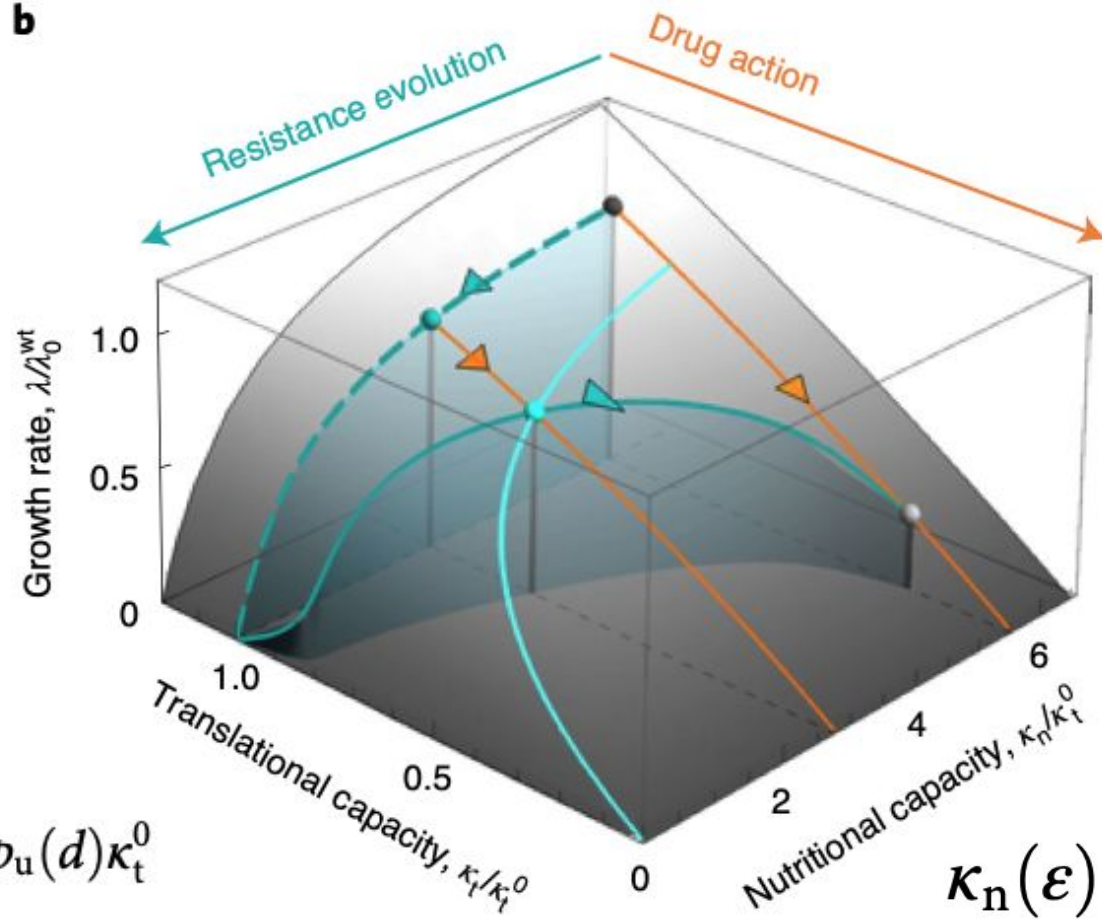 b
Resistance evolution
Drug action
Growth rate, λ/λ₀ʷᵗ
1.0
0.5
0
1.0
0.5
0
Translational capacity, κₜ/κₜ⁰
2
4
6
Nutritional capacity, κₙ/κₜ⁰
ᵤ(d)κₜ⁰
κₙ(ε)